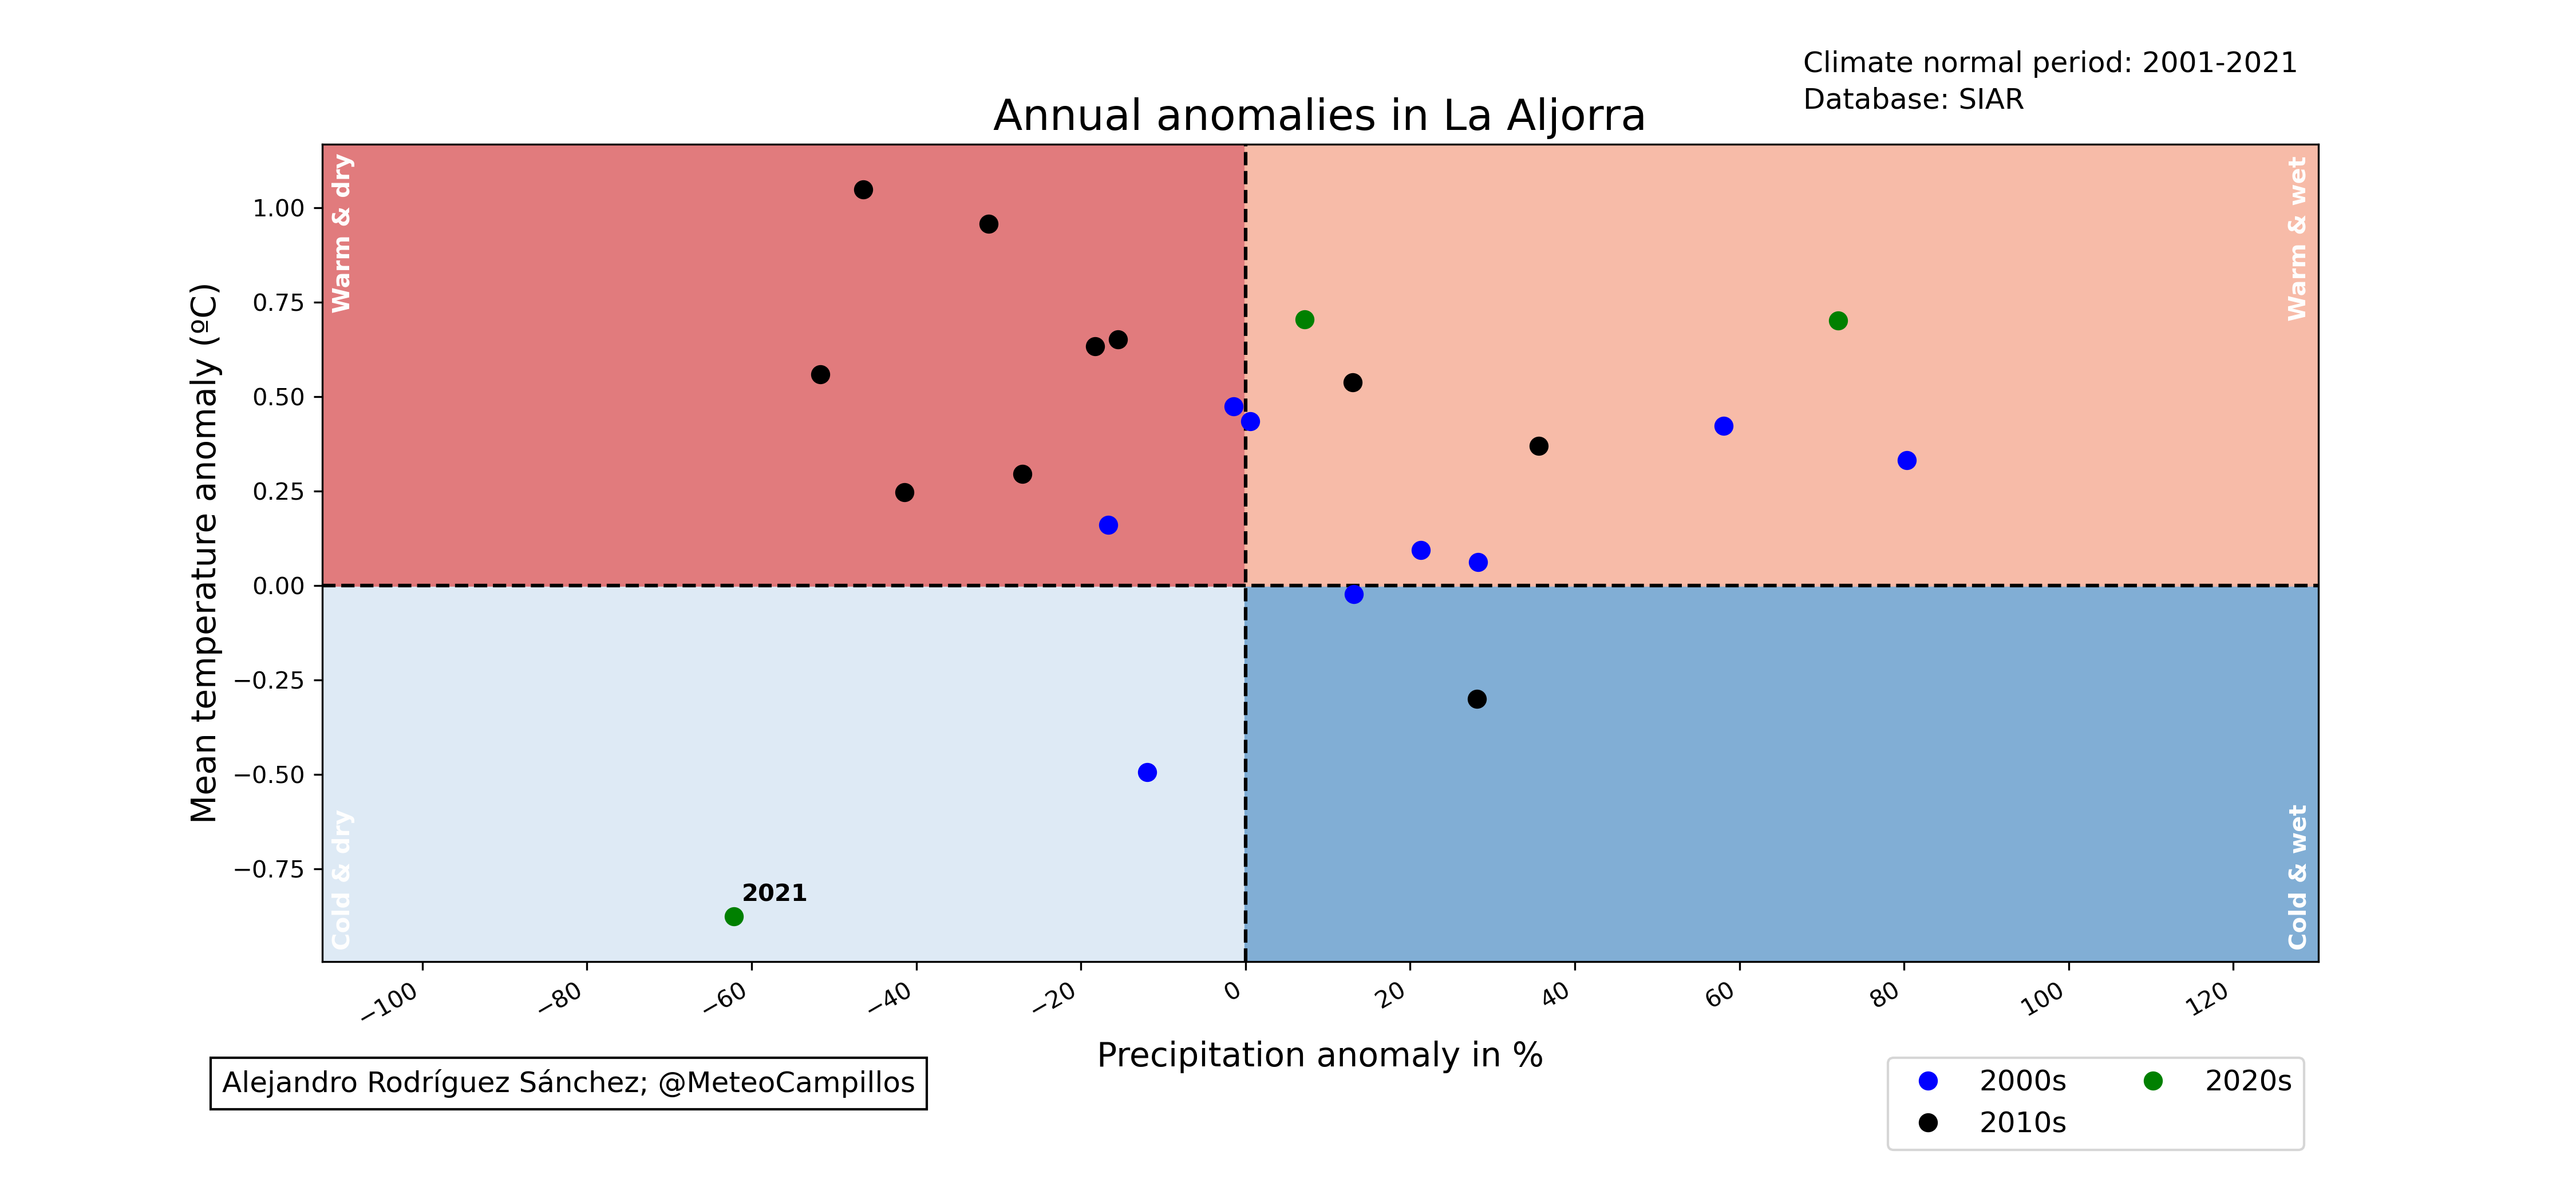 Climate normal period: 2001-2021
Database: SIAR
Annual anomalies in La Aljorra
Warm & dry
Warm & wet
Mean temperature anomaly (ºC)
1.00
0.75
0.50
0.25
0.00
−0.25
−0.50
−0.75
2021
Cold & dry
Cold & wet
−100
−80
−60
−40
−20
0
20
40
60
80
100
120
Precipitation anomaly in %
Alejandro Rodríguez Sánchez; @MeteoCampillos
2000s
2010s
2020s